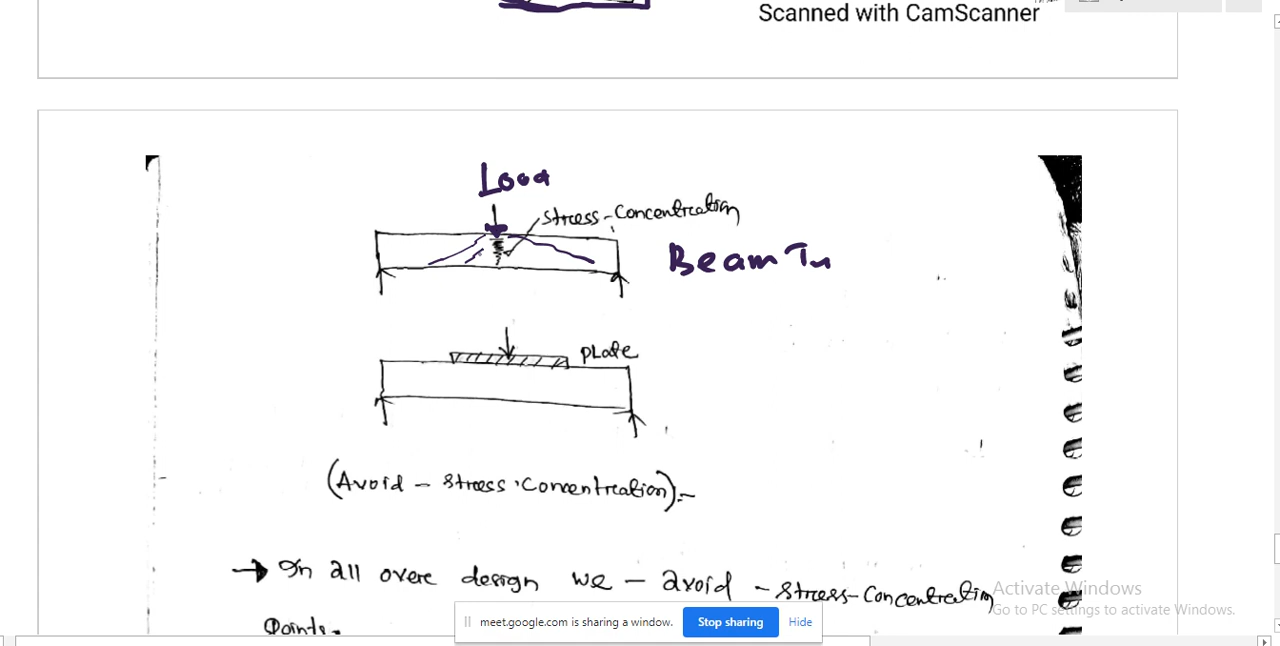 Scanned with CamScanner
Load
Stress-Concentration
Beam
PLate
(Avoid - Stress Concentration).-
→ In all overe design we - avoid - Stress-Concentration
Points.
Activate Windows
Go to PC settings to activate Windows.
meet.google.com is sharing a window.
Stop sharing
Hide